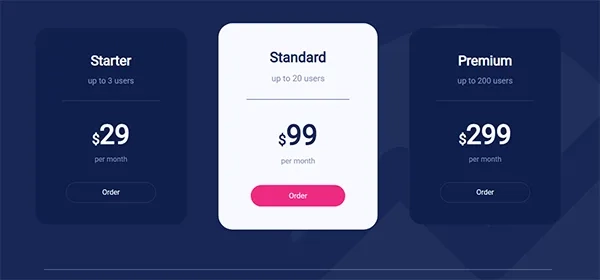 Starter
up to 3 users
$29
per month
Order
Standard
up to 20 users
$99
per month
Order
Premium
up to 200 users
$299
per month
Order